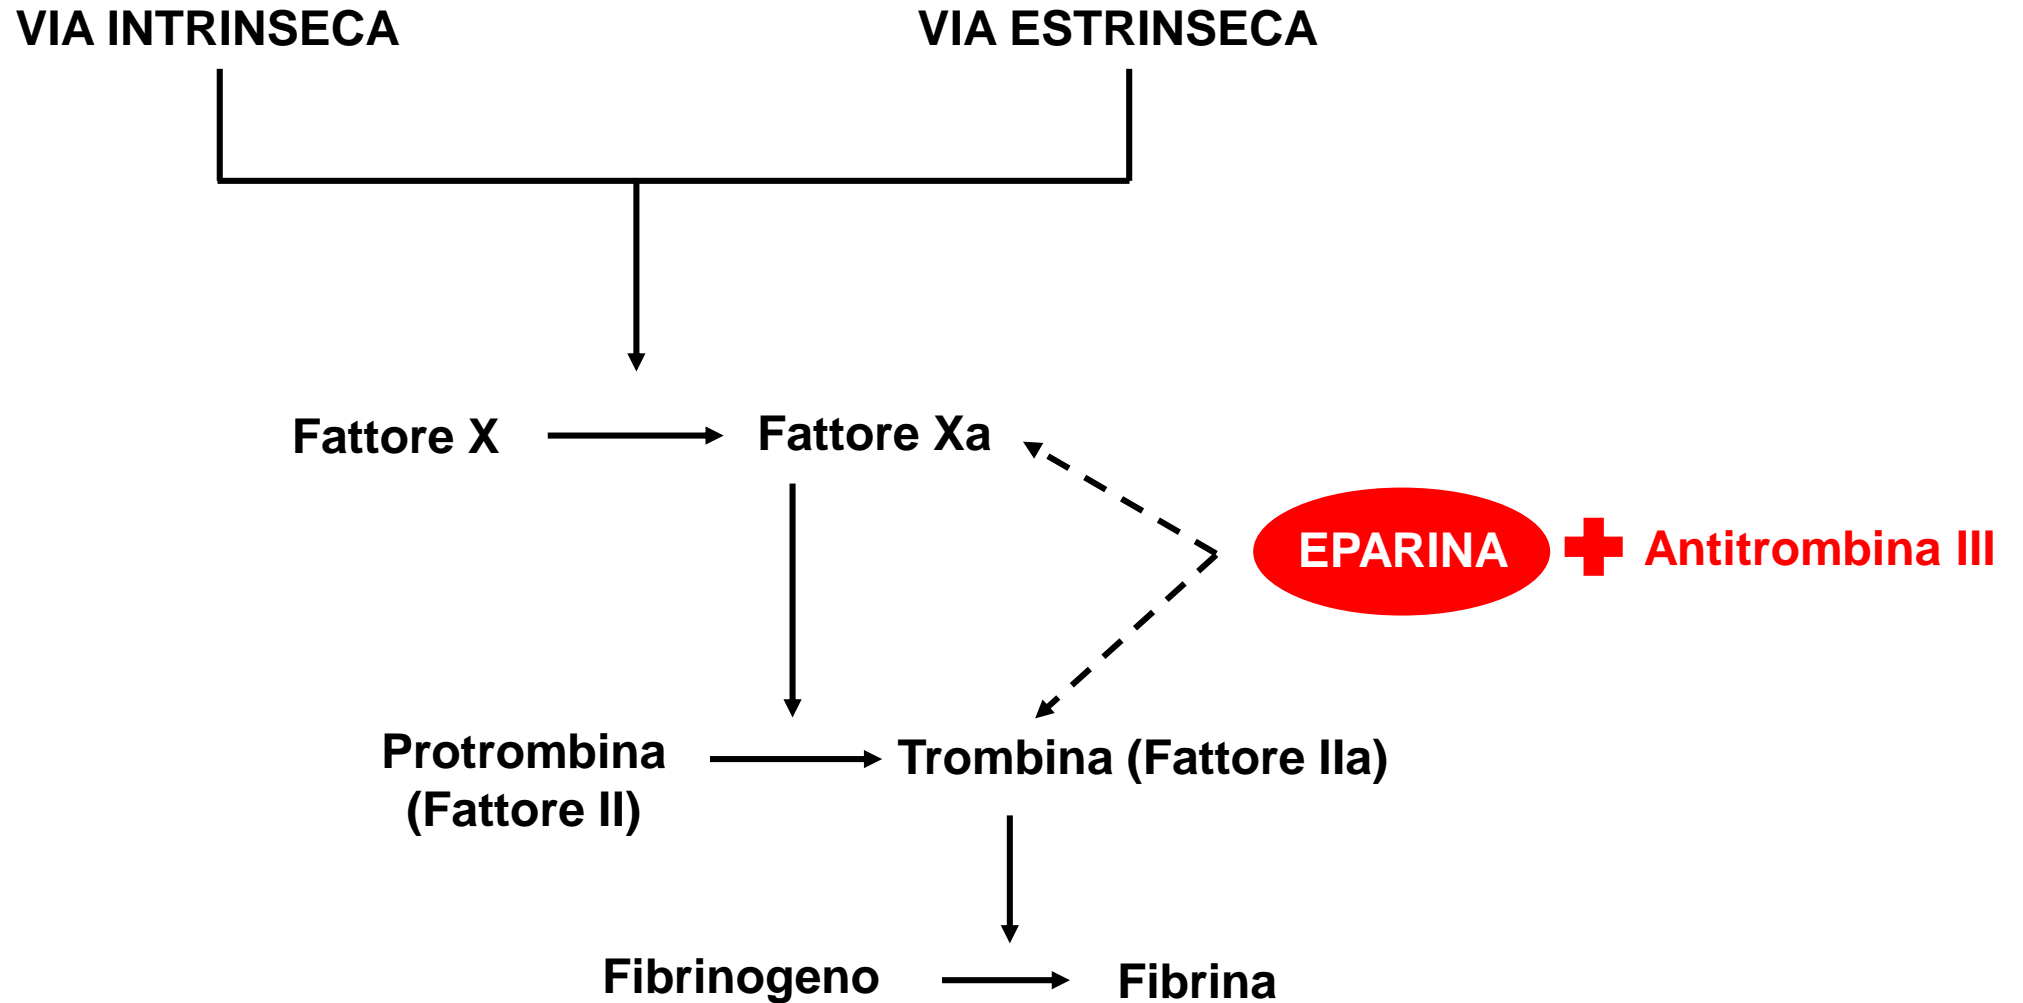 VIA INTRINSECA
VIA ESTRINSECA
Fattore X
Fattore Xa
EPARINA
Antitrombina III
Protrombina
(Fattore II)
Trombina (Fattore IIa)
Fibrinogeno
Fibrina